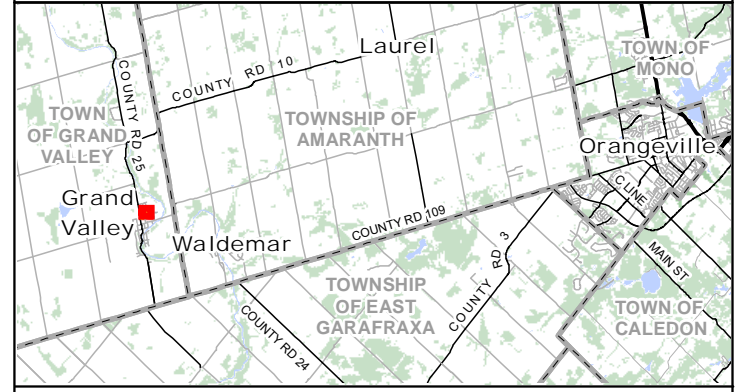 Laurel
TOWN OF
MONO
COUNTY RD 10
COUNTY RD 25
TOWN
OF GRAND
VALLEY
TOWNSHIP OF
AMARANTH
Orangeville
C LINE
Grand
Valley
COUNTY RD 109
Waldemar
COUNTY RD 3
MAIN ST
TOWNSHIP
OF EAST
GARAFRAXA
COUNTY RD 24
TOWN OF
CALEDON